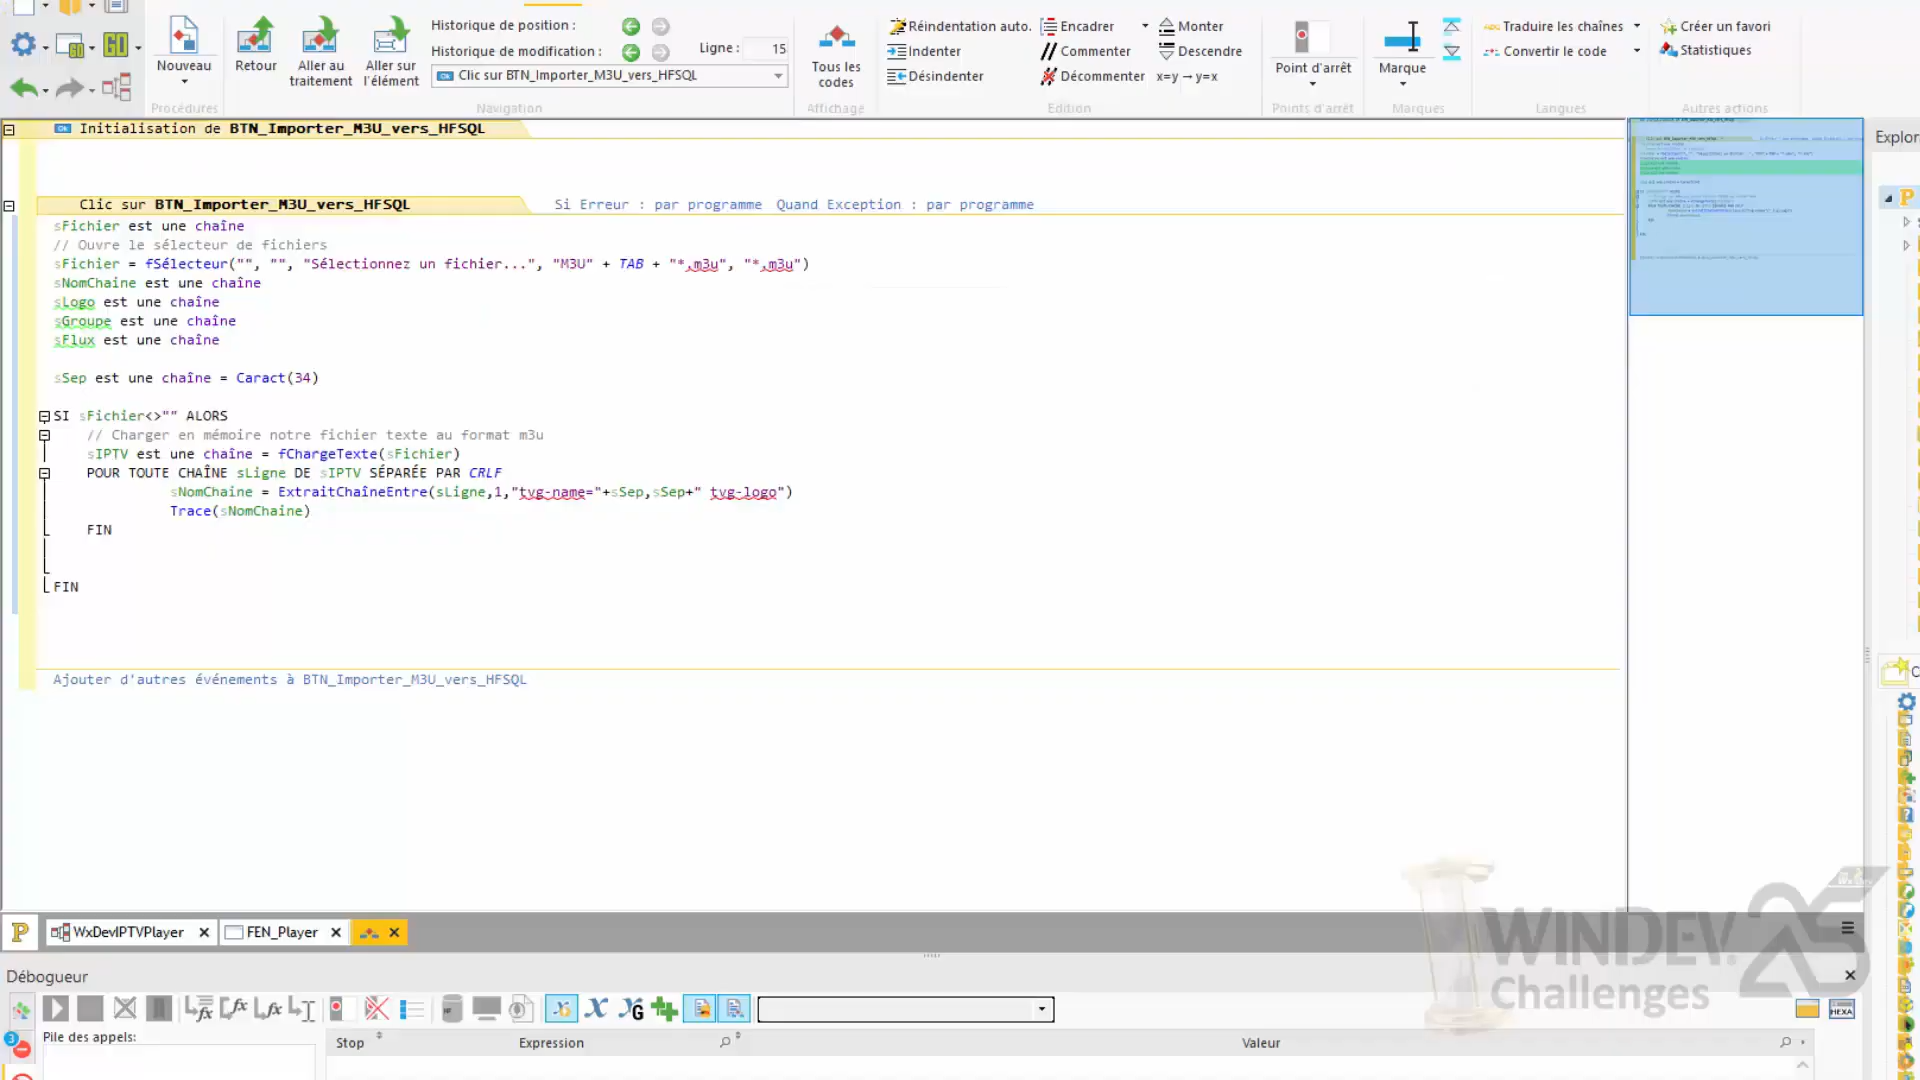 Historique de position :
Historique de modification :
Ligne : 15
Clic sur BTN_Importer_M3U_vers_HFSQL
Nouveau
Retour
Aller au
traitement
Aller sur
l'élément
Tous les
codes
Réindentation auto.
Indenter
Désindenter
Encadrer
Commenter
Décommenter
Monter
Descendre
x=y → y=x
Point d'arrêt
Marque
Traduire les chaînes
Convertir le code
Créer un favori
Statistiques
Procédures
Navigation
Affichage
Edition
Points d'arrêt
Marques
Langues
Autres actions
Explor
Initialisation de BTN_Importer_M3U_vers_HFSQL
Clic sur BTN_Importer_M3U_vers_HFSQL Si Erreur : par programme Quand Exception : par programme
sFichier est une chaîne
// Ouvre le sélecteur de fichiers
sFichier = fSélecteur("", "", "Sélectionnez un fichier...", "M3U" + TAB + "*.m3u", "*.m3u")
sNomChaine est une chaîne
sLogo est une chaîne
sGroupe est une chaîne
sFlux est une chaîne
sSep est une chaîne = Caract(34)
SI sFichier<>"" ALORS
// Charger en mémoire notre fichier texte au format m3u
sIPTV est une chaîne = fChargeTexte(sFichier)
POUR TOUTE CHAÎNE sLigne DE sIPTV SÉPARÉE PAR CRLF
sNomChaine = ExtraitChaîneEntre(sLigne,1,"tvg-name="+sSep,sSep+" tvg-logo")
Trace(sNomChaine)
FIN
FIN
Ajouter d'autres événements à BTN_Importer_M3U_vers_HFSQL
WxDevIPTVPlayer
FEN_Player
WINDEV 25
Challenges
Débogueur
HEXA
Pile des appels:
Stop
Expression
Valeur